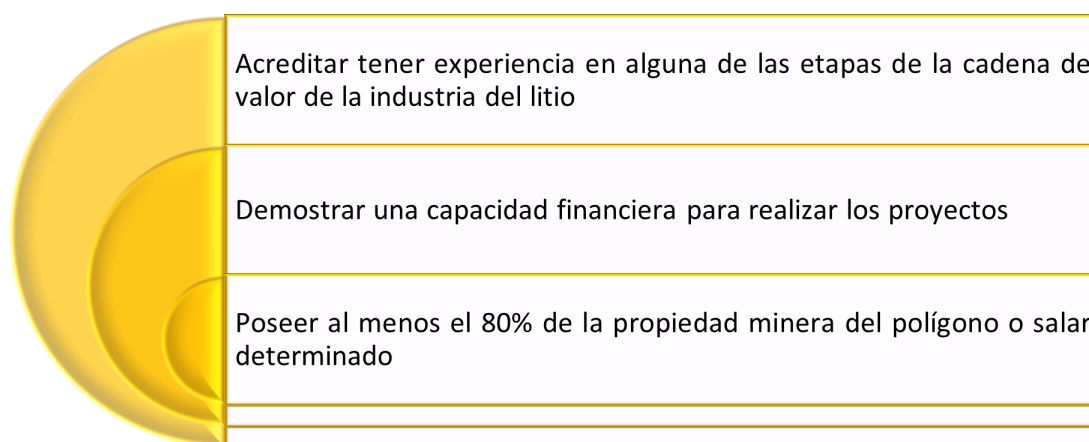 Acreditar tener experiencia en alguna de las etapas de la cadena de
valor de la industria del litio
Demostrar una capacidad financiera para realizar los proyectos
Poseer al menos el 80% de la propiedad minera del polígono o salar
determinado